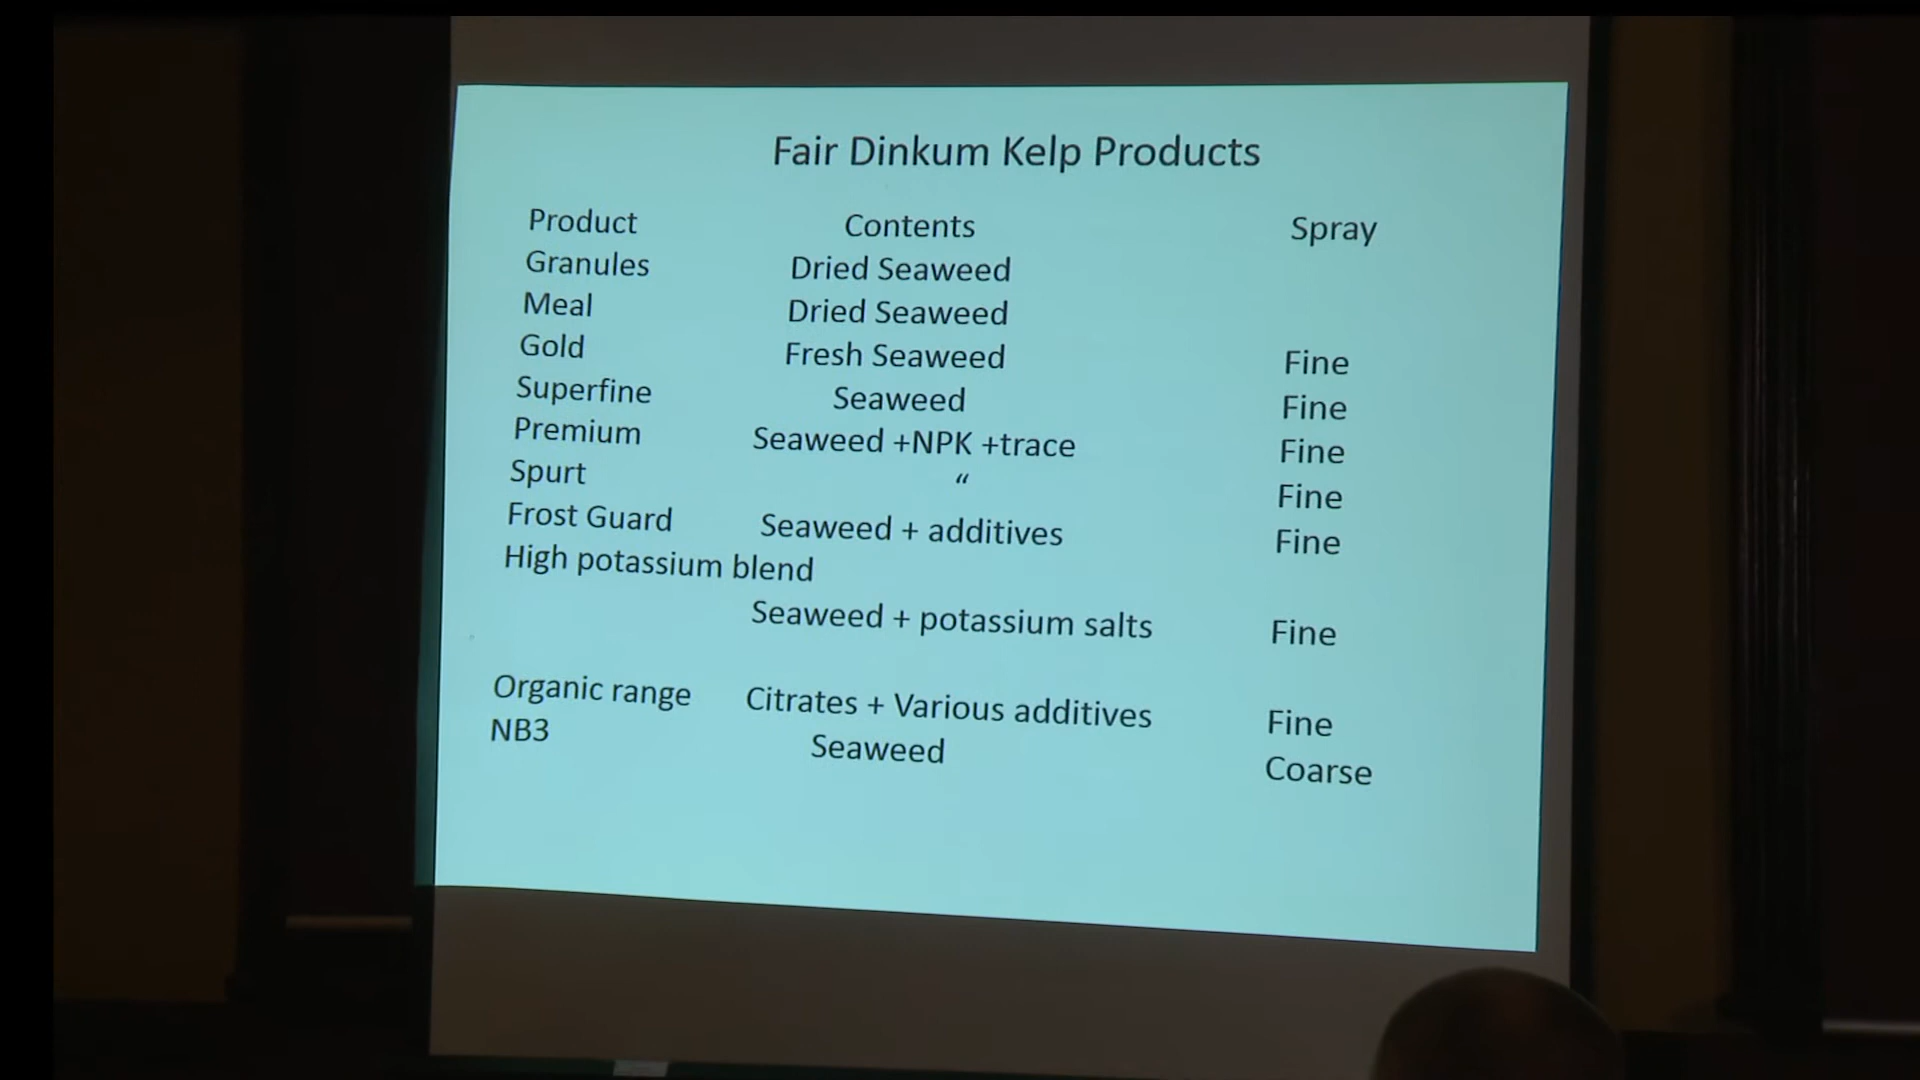 Fair Dinkum Kelp Products
Product Contents Spray
Granules Dried Seaweed
Meal Dried Seaweed
Gold Fresh Seaweed Fine
Superfine Seaweed Fine
Premium Seaweed +NPK +trace Fine
Spurt “ Fine
Frost Guard Seaweed + additives Fine
High potassium blend
Seaweed + potassium salts Fine
Organic range Citrates + Various additives Fine
NB3 Seaweed Coarse